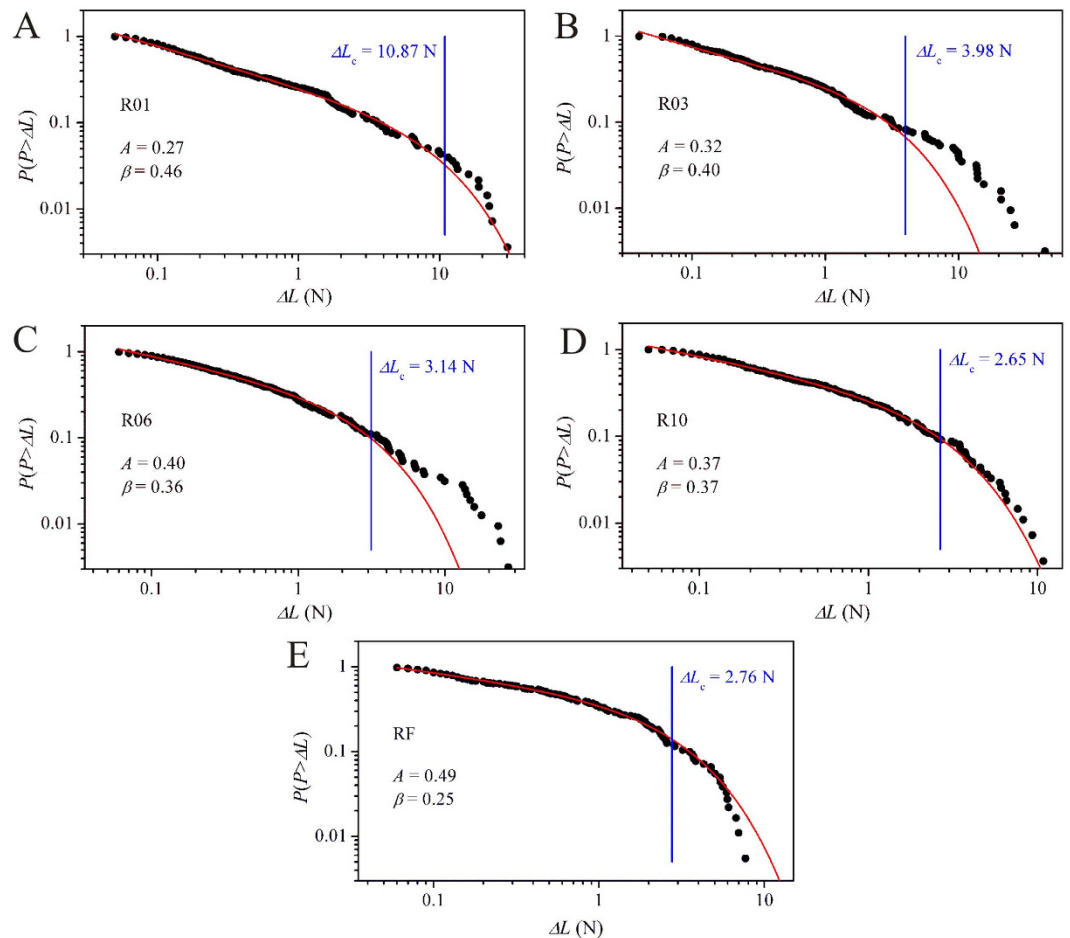 A
1
0.1
0.01
P(P>ΔL)
ΔLc = 10.87 N
R01
A = 0.27
β = 0.46
0.1
1
10
ΔL (N)
B
1
0.1
0.01
P(P>ΔL)
ΔLc = 3.98 N
R03
A = 0.32
β = 0.40
0.1
1
10
ΔL (N)
C
1
0.1
0.01
P(P>ΔL)
ΔLc = 3.14 N
R06
A = 0.40
β = 0.36
0.1
1
10
ΔL (N)
D
1
0.1
0.01
P(P>ΔL)
ΔLc = 2.65 N
R10
A = 0.37
β = 0.37
0.1
1
10
ΔL (N)
E
1
0.1
0.01
P(P>ΔL)
ΔLc = 2.76 N
RF
A = 0.49
β = 0.25
0.1
1
10
ΔL (N)